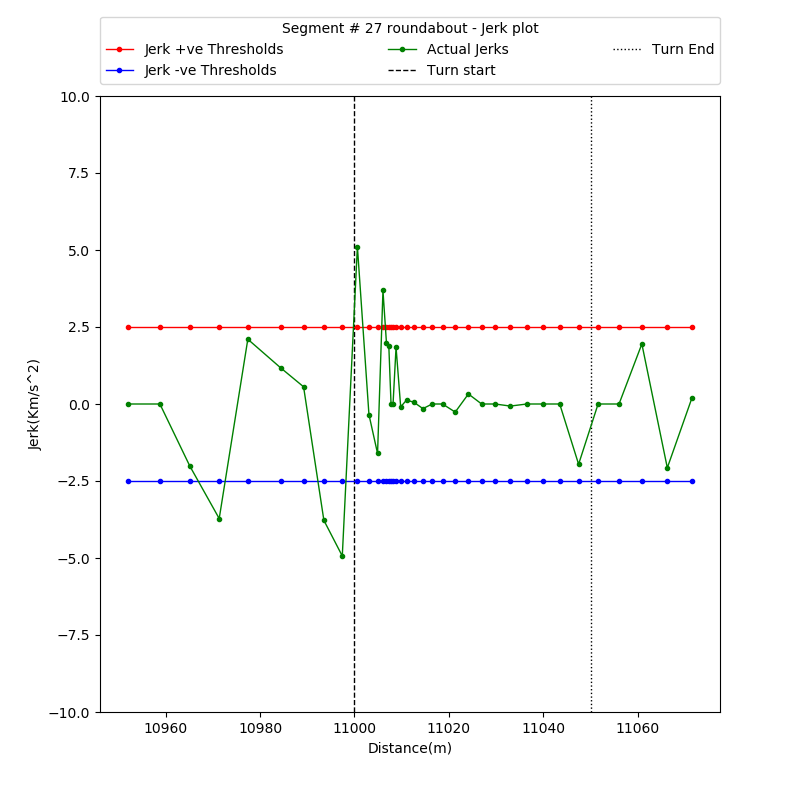 Segment # 27 roundabout - Jerk plot
Jerk +ve Thresholds Actual Jerks Turn End
Jerk -ve Thresholds Turn start
10.0
7.5
5.0
2.5
0.0
−2.5
−5.0
−7.5
−10.0
Jerk(Km/s^2)
10960 10980 11000 11020 11040 11060
Distance(m)